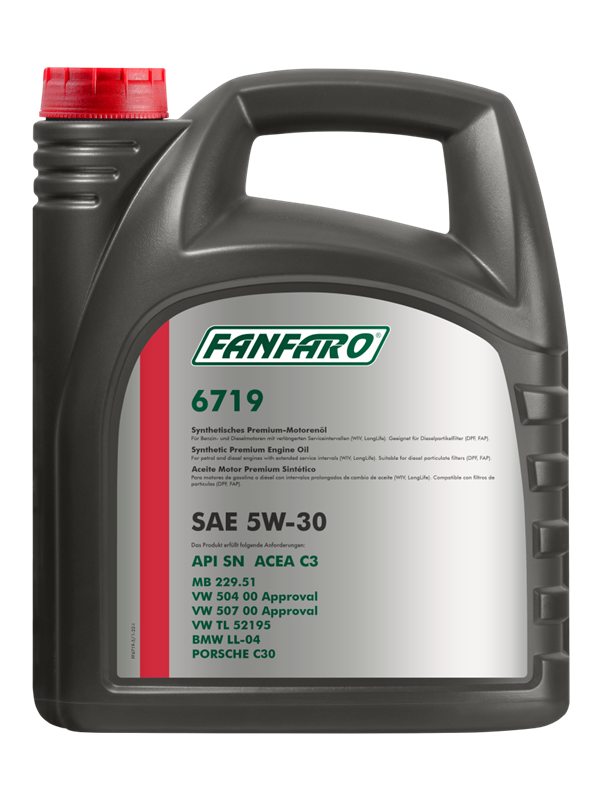 FANFARO®
6719
Synthetisches Premium-Motorenöl
Für Benzin- und Dieselmotoren mit verlängerten Serviceintervallen (WIV, LongLife). Geeignet für Dieselpartikelfilter (DPF, FAP).
Synthetic Premium Engine Oil
For petrol and diesel engines with extended service intervals (WIV, LongLife). Suitable for diesel particulate filters (DPF, FAP).
Aceite Motor Premium Sintético
Para motores de gasolina o diésel con intervalos prolongados de cambio de aceite (WIV, LongLife). Compatible con filtros de
partículas (DPF, FAP).
SAE 5W-30
Das Produkt erfüllt folgende Anforderungen:
API SN ACEA C3
MB 229.51
VW 504 00 Approval
VW 507 00 Approval
VW TL 52195
BMW LL-04
PORSCHE C30